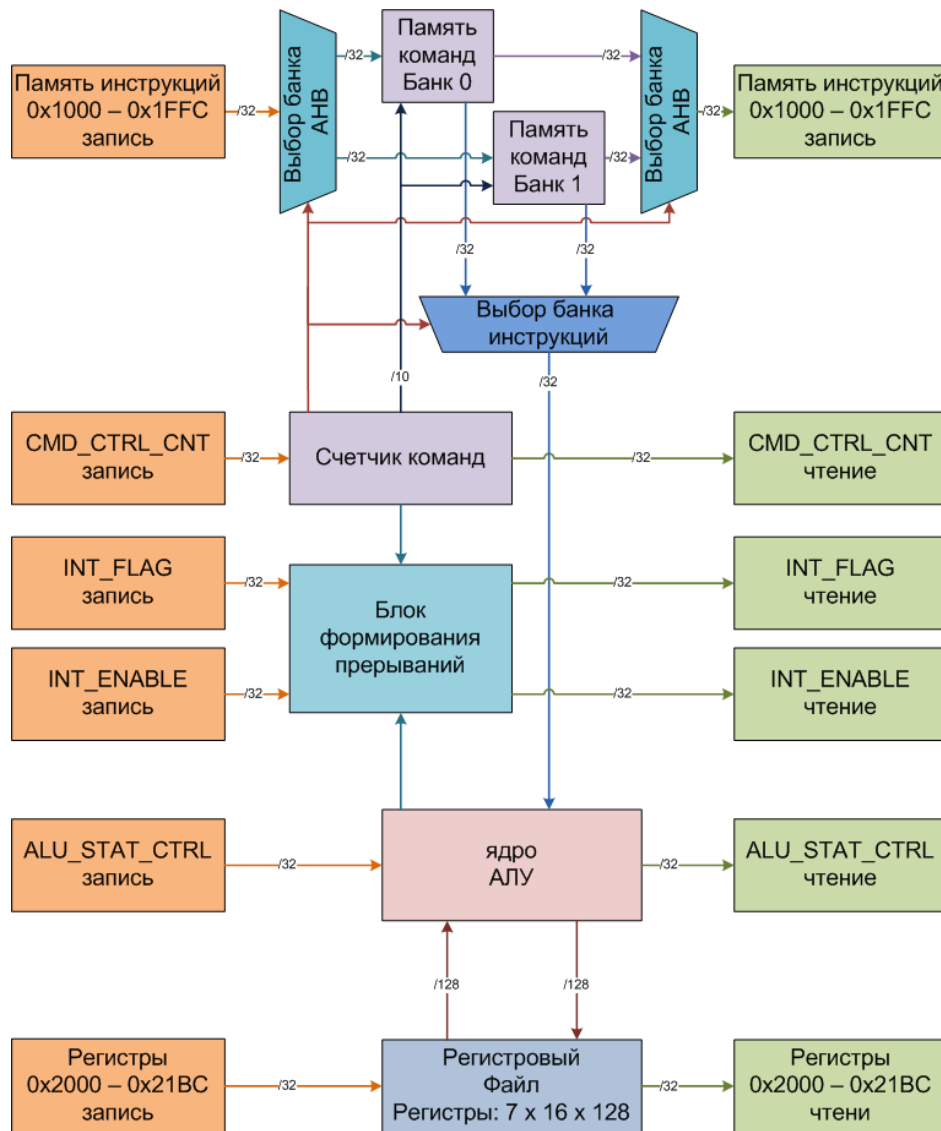 Память инструкций
0x1000 – 0x1FFC
запись
/32
Выбор банка
АНВ
/32
/32
Память
команд
Банк 0
/32
Память
команд
Банк 1
/32
Выбор банка
АНВ
/32
Память инструкций
0x1000 – 0x1FFC
запись
/32
/32
Выбор банка
инструкций
/10
/32
CMD_CTRL_CNT
запись
/32
Счетчик команд
/32
CMD_CTRL_CNT
чтение
INT_FLAG
запись
/32
Блок
формирования
прерываний
/32
INT_FLAG
чтение
INT_ENABLE
запись
/32
/32
INT_ENABLE
чтение
ALU_STAT_CTRL
запись
/32
ядро
АЛУ
/32
ALU_STAT_CTRL
чтение
/128
/128
Регистры
0x2000 – 0x21BC
запись
/32
Регистровый
Файл
Регистры: 7 x 16 x 128
/32
Регистры
0x2000 – 0x21BC
чтени